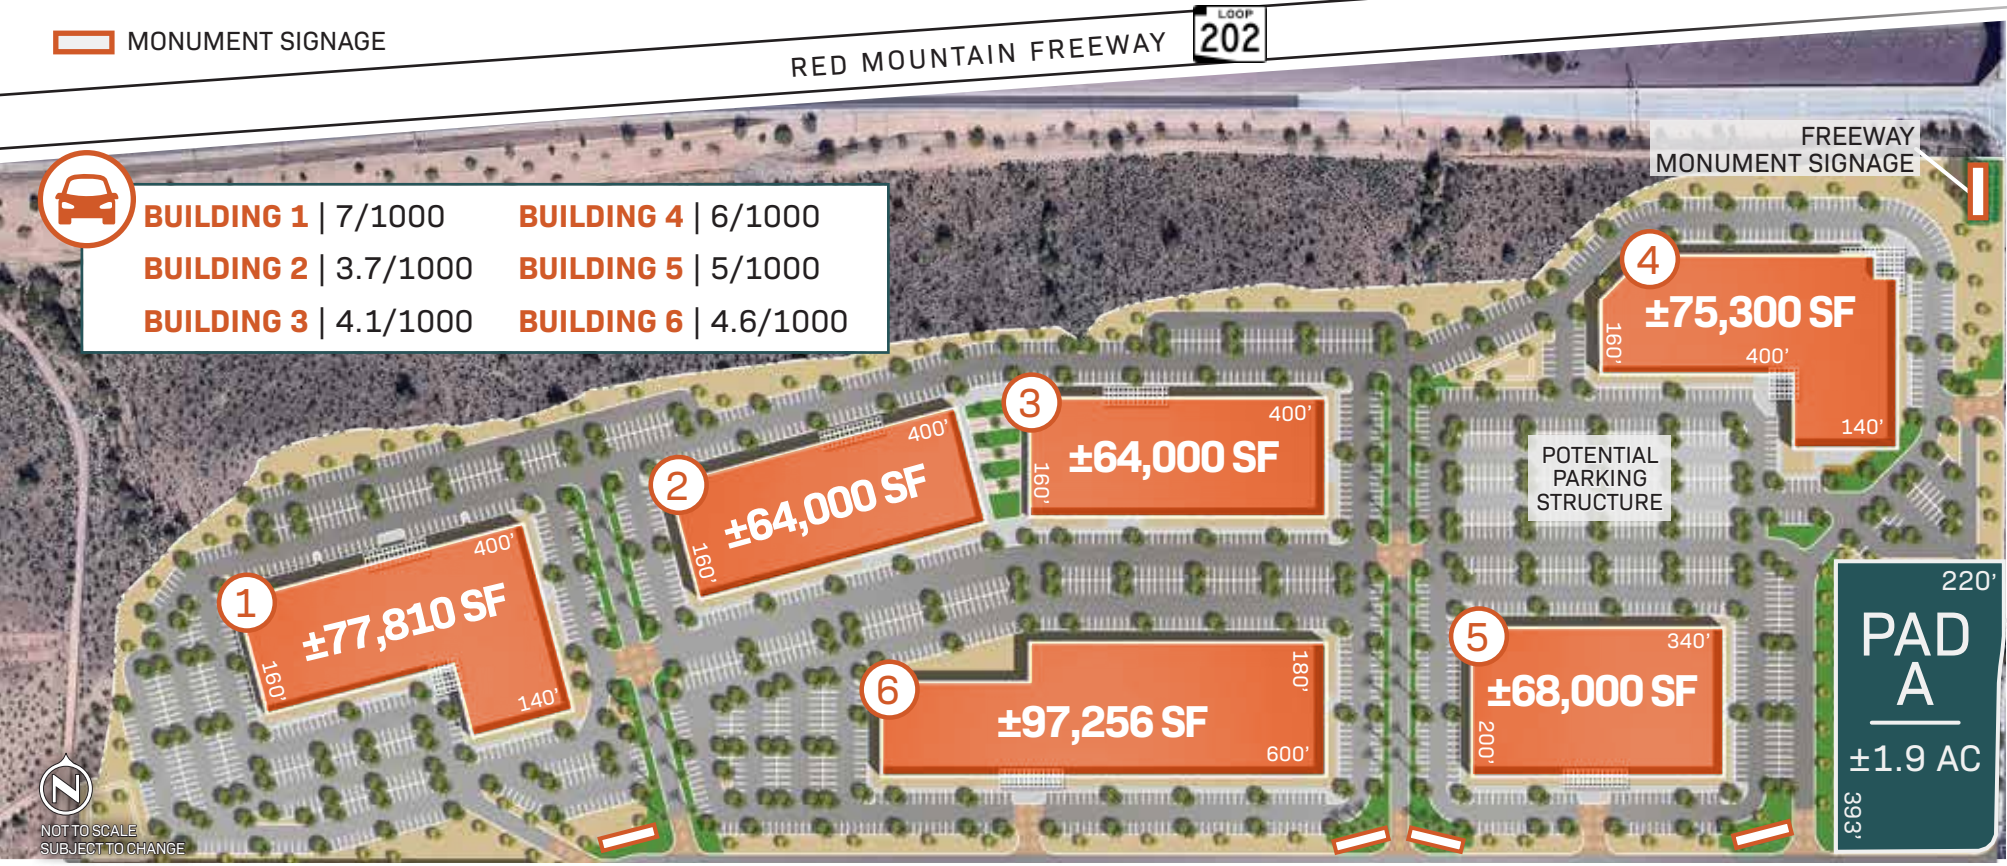 MONUMENT SIGNAGE
RED MOUNTAIN FREEWAY
LOOP
202
FREEWAY
MONUMENT SIGNAGE
BUILDING 1 | 7/1000
BUILDING 4 | 6/1000
BUILDING 2 | 3.7/1000
BUILDING 5 | 5/1000
BUILDING 3 | 4.1/1000
BUILDING 6 | 4.6/1000
4
±75,300 SF
160'
400'
140'
3
400'
±64,000 SF
160'
2
400'
±64,000 SF
160'
POTENTIAL
PARKING
STRUCTURE
1
400'
±77,810 SF
160'
140'
6
180'
±97,256 SF
600'
5
340'
±68,000 SF
200'
220'
PAD
A
±1.9 AC
393'
N
NOT TO SCALE
SUBJECT TO CHANGE